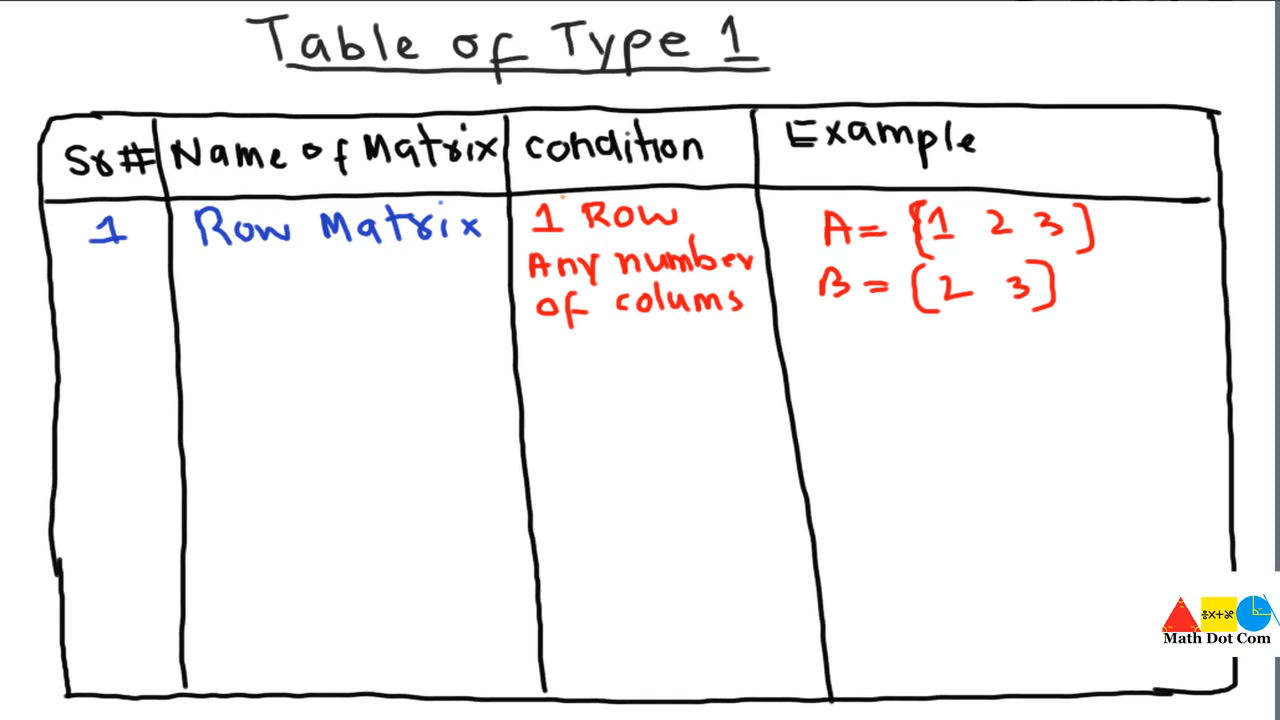 Table of Type 1
Sr# Name of Matrix condition Example
1 Row Matrix 1 Row A = [1 2 3]
Any number B = [2 3]
of colums
÷×+√
Math Dot Com